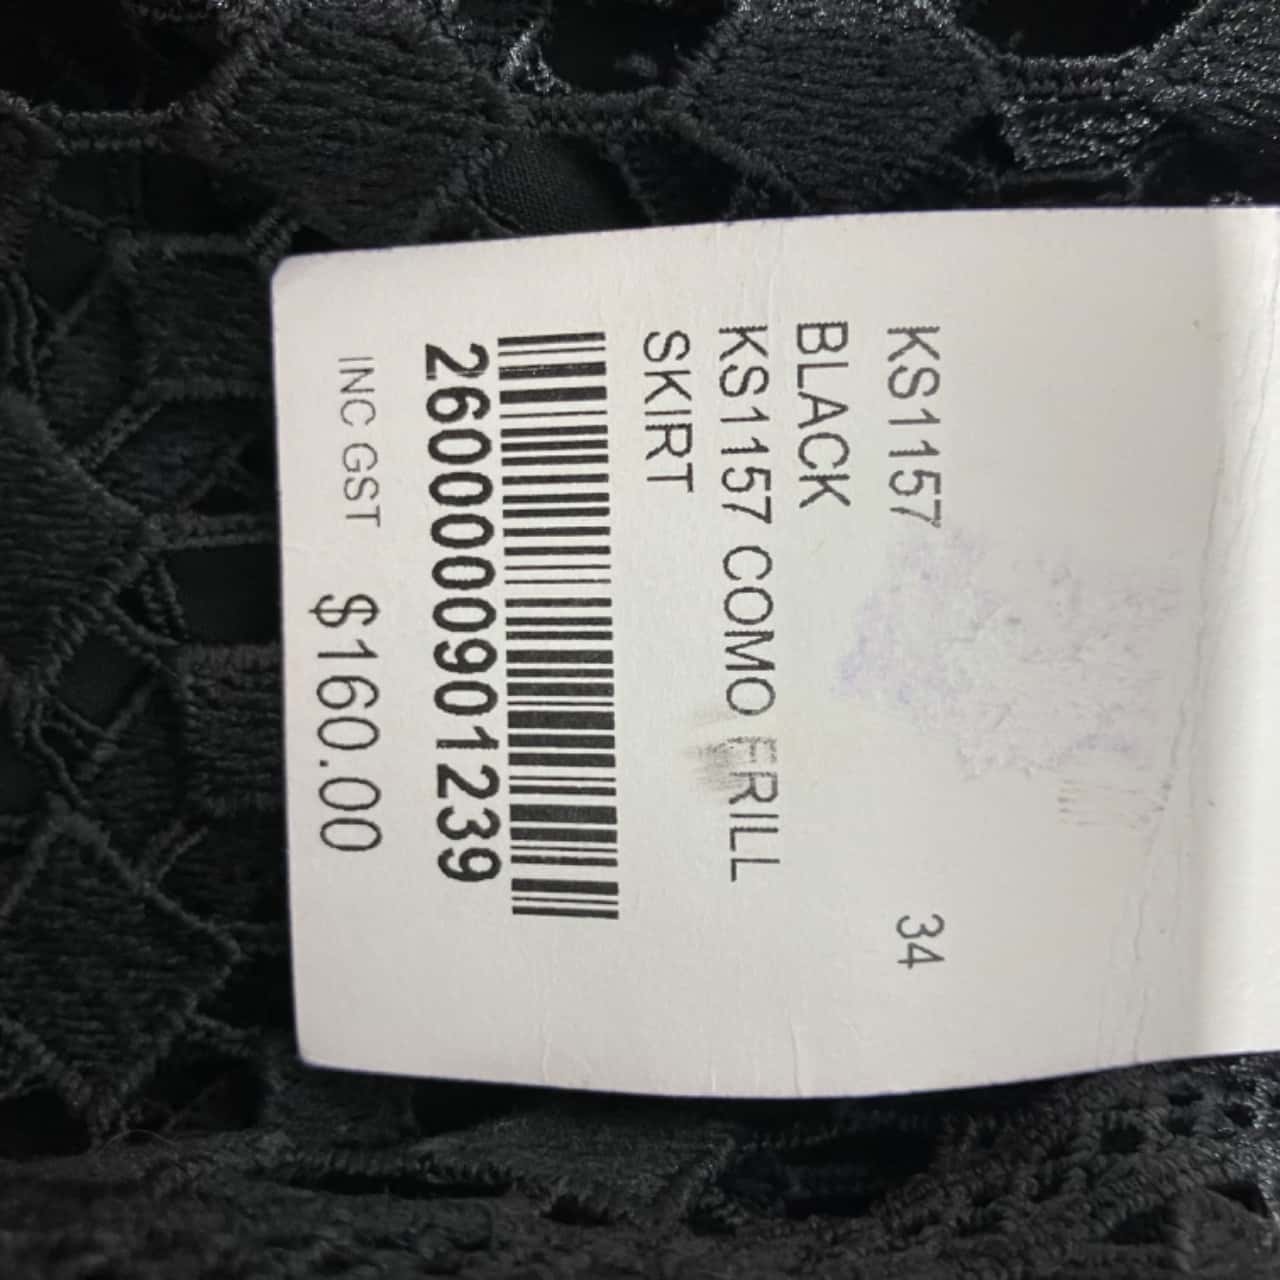 KS1157 34
BLACK
KS1157 COMO FRILL
SKIRT
2600000901239
INC GST $160.00